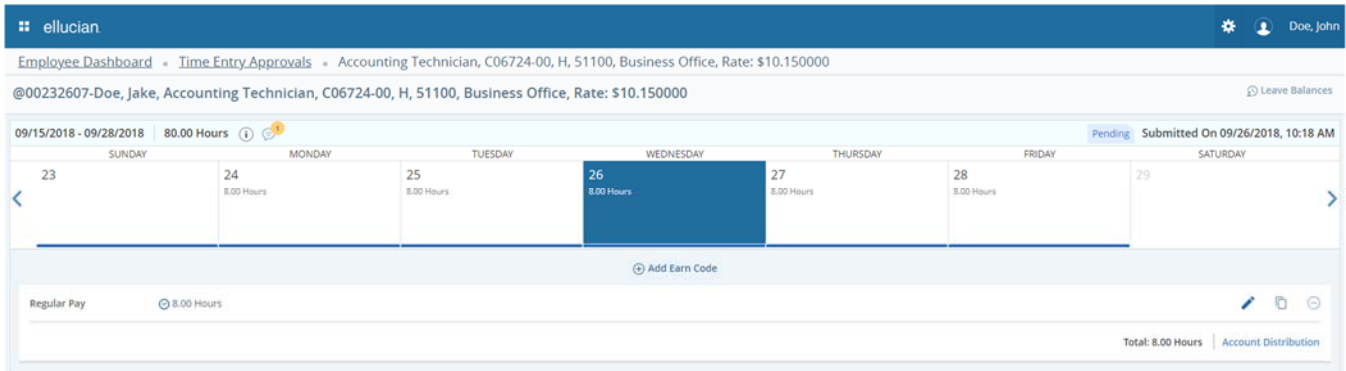 ellucian Doe, John
Employee Dashboard • Time Entry Approvals • Accounting Technician, C06724-00, H, 51100, Business Office, Rate: $10.150000
@00232607-Doe, Jake, Accounting Technician, C06724-00, H, 51100, Business Office, Rate: $10.150000 Leave Balances
09/15/2018 - 09/28/2018 80.00 Hours 1 Pending Submitted On 09/26/2018, 10:18 AM
SUNDAY MONDAY TUESDAY WEDNESDAY THURSDAY FRIDAY SATURDAY
23 24 25 26 27 28 29
8.00 Hours 8.00 Hours 8.00 Hours 8.00 Hours 8.00 Hours
Add Earn Code
Regular Pay 8.00 Hours
Total: 8.00 Hours Account Distribution